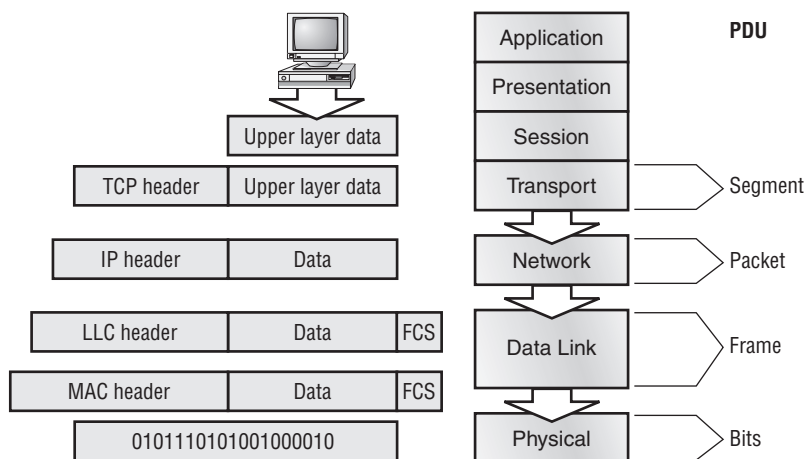 Application
PDU
Presentation
Upper layer data
Session
TCP header
Upper layer data
Transport
Segment
IP header
Data
Network
Packet
LLC header
Data
FCS
Data Link
Frame
MAC header
Data
FCS
0101110101001000010
Physical
Bits